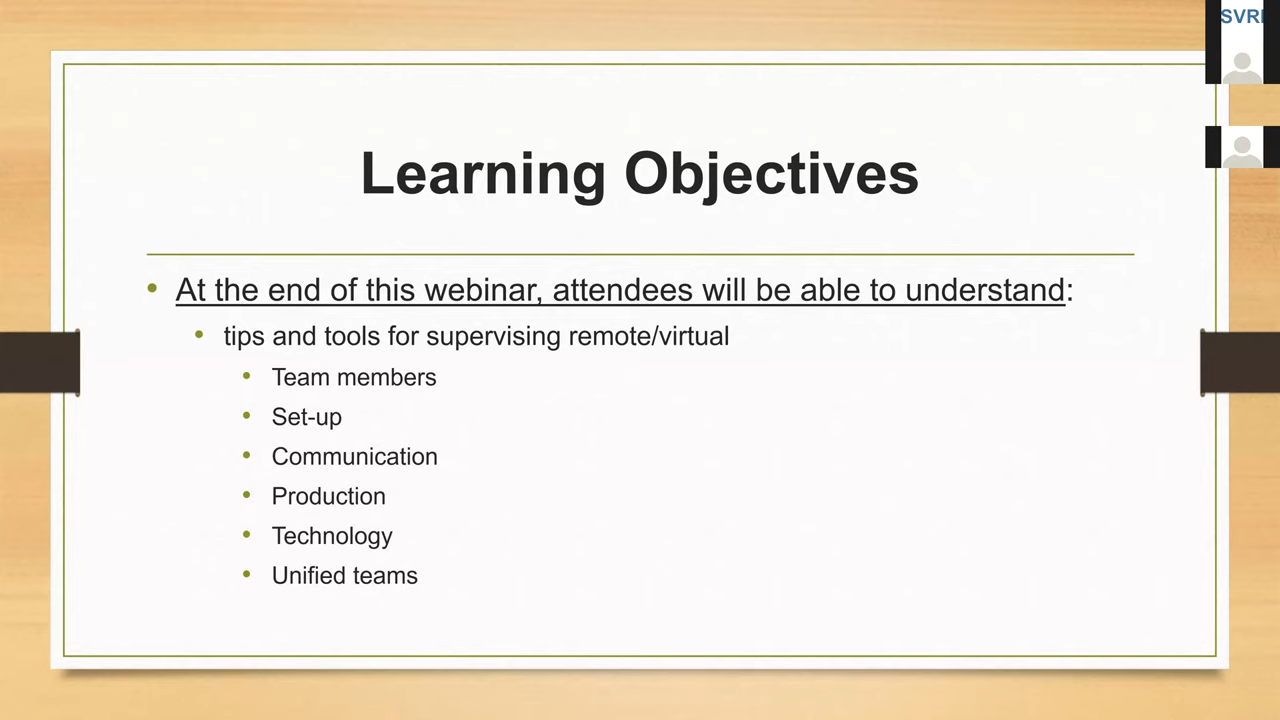 SVRI
Learning Objectives
• At the end of this webinar, attendees will be able to understand:
• tips and tools for supervising remote/virtual
• Team members
• Set-up
• Communication
• Production
• Technology
• Unified teams